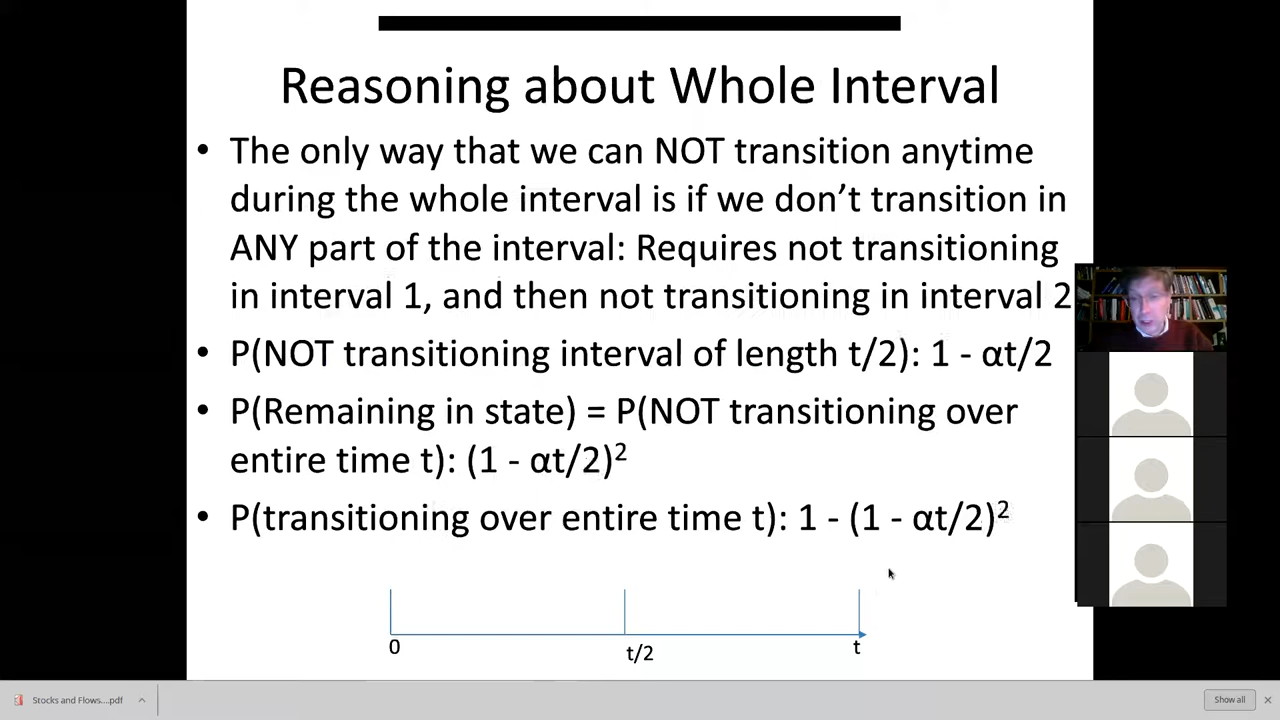 Reasoning about Whole Interval
• The only way that we can NOT transition anytime
during the whole interval is if we don’t transition in
ANY part of the interval: Requires not transitioning
in interval 1, and then not transitioning in interval 2
• P(NOT transitioning interval of length t/2): 1 - αt/2
• P(Remaining in state) = P(NOT transitioning over
entire time t): (1 - αt/2)²
• P(transitioning over entire time t): 1 - (1 - αt/2)²
0
t/2
t
Stocks and Flows....pdf
Show all